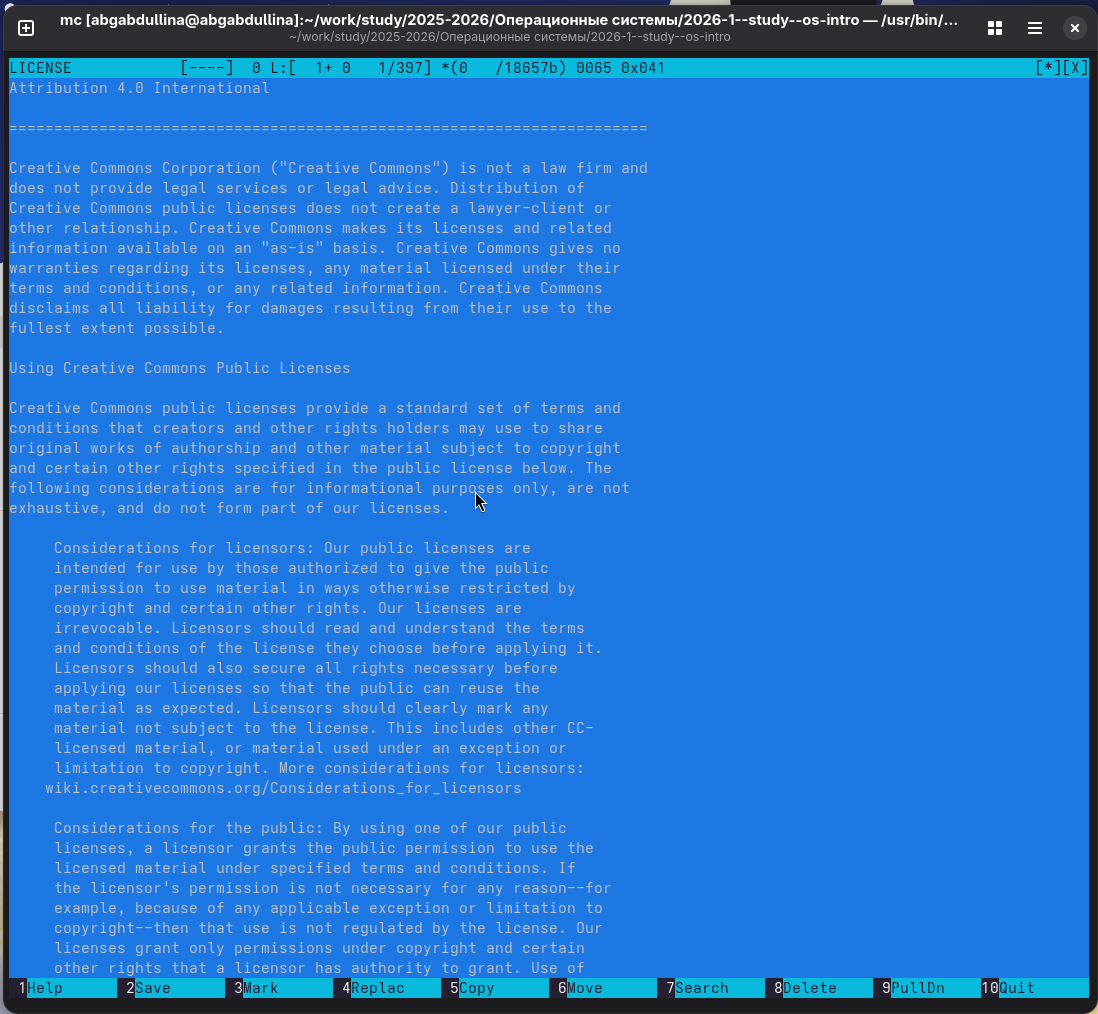 mc [abgabdullina@abgabdullina]:~/work/study/2025-2026/Операционные системы/2026-1--study--os-intro — /usr/bin/…
~/work/study/2025-2026/Операционные системы/2026-1--study--os-intro
LICENSE            [----]  0 L:[  1+ 0   1/397] *(0   /18657b) 0065 0x041                                         [*][X]
Attribution 4.0 International
=======================================================================
Creative Commons Corporation ("Creative Commons") is not a law firm and
does not provide legal services or legal advice. Distribution of
Creative Commons public licenses does not create a lawyer-client or
other relationship. Creative Commons makes its licenses and related
information available on an "as-is" basis. Creative Commons gives no
warranties regarding its licenses, any material licensed under their
terms and conditions, or any related information. Creative Commons
disclaims all liability for damages resulting from their use to the
fullest extent possible.
Using Creative Commons Public Licenses
Creative Commons public licenses provide a standard set of terms and
conditions that creators and other rights holders may use to share
original works of authorship and other material subject to copyright
and certain other rights specified in the public license below. The
following considerations are for informational purposes only, are not
exhaustive, and do not form part of our licenses.
     Considerations for licensors: Our public licenses are
     intended for use by those authorized to give the public
     permission to use material in ways otherwise restricted by
     copyright and certain other rights. Our licenses are
     irrevocable. Licensors should read and understand the terms
     and conditions of the license they choose before applying it.
     Licensors should also secure all rights necessary before
     applying our licenses so that the public can reuse the
     material as expected. Licensors should clearly mark any
     material not subject to the license. This includes other CC-
     licensed material, or material used under an exception or
     limitation to copyright. More considerations for licensors:
    wiki.creativecommons.org/Considerations_for_licensors
     Considerations for the public: By using one of our public
     licenses, a licensor grants the public permission to use the
     licensed material under specified terms and conditions. If
     the licensor's permission is not necessary for any reason--for
     example, because of any applicable exception or limitation to
     copyright--then that use is not regulated by the license. Our
     licenses grant only permissions under copyright and certain
     other rights that a licensor has authority to grant. Use of
 1Help       2Save       3Mark       4Replac     5Copy       6Move       7Search     8Delete     9PullDn    10Quit